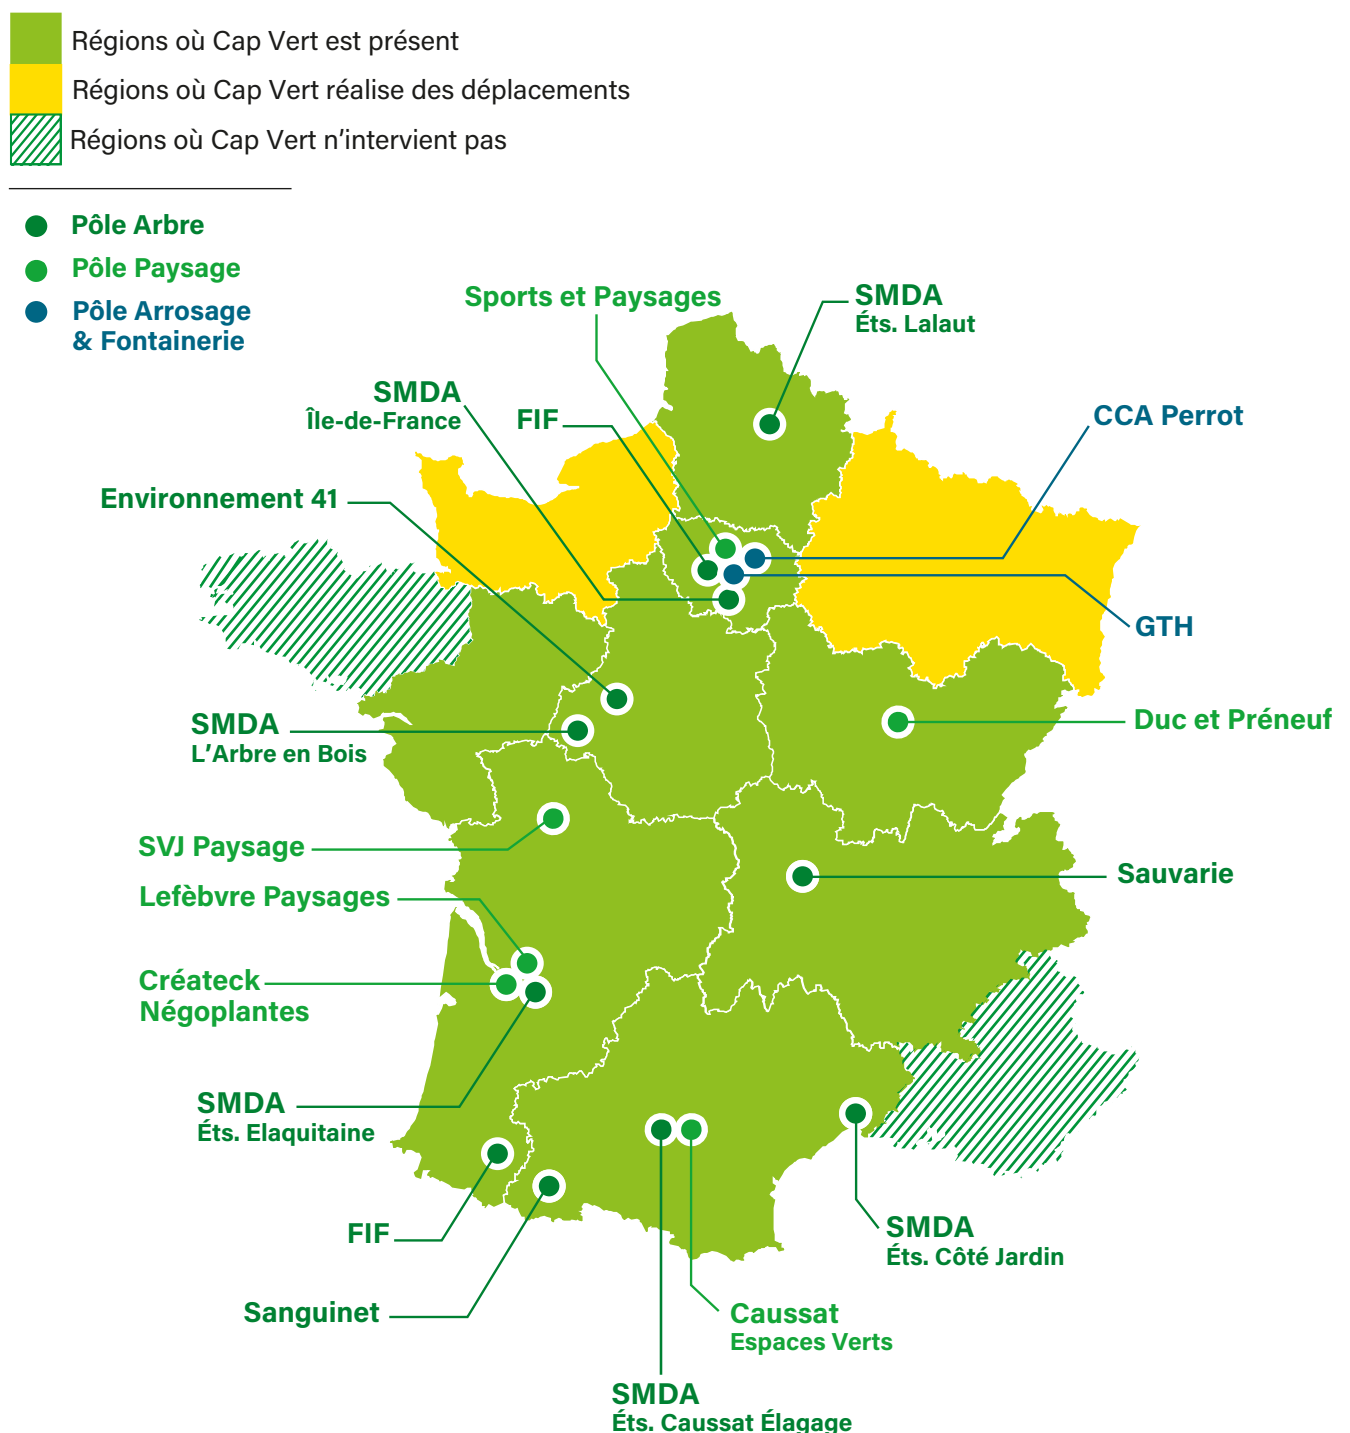 Régions où Cap Vert est présent
Régions où Cap Vert réalise des déplacements
Régions où Cap Vert n’intervient pas
Pôle Arbre
Pôle Paysage
Pôle Arrosage
& Fontainerie
Sports et Paysages
SMDA
Éts. Lalaut
SMDA
Île-de-France
FIF
CCA Perrot
Environnement 41
GTH
SMDA
L’Arbre en Bois
Duc et Préneuf
SVJ Paysage
Sauvarie
Lefèbvre Paysages
Créateck
Négoplantes
SMDA
Éts. Elaquitaine
FIF
SMDA
Éts. Côté Jardin
Sanguinet
Caussat
Espaces Verts
SMDA
Éts. Caussat Élagage